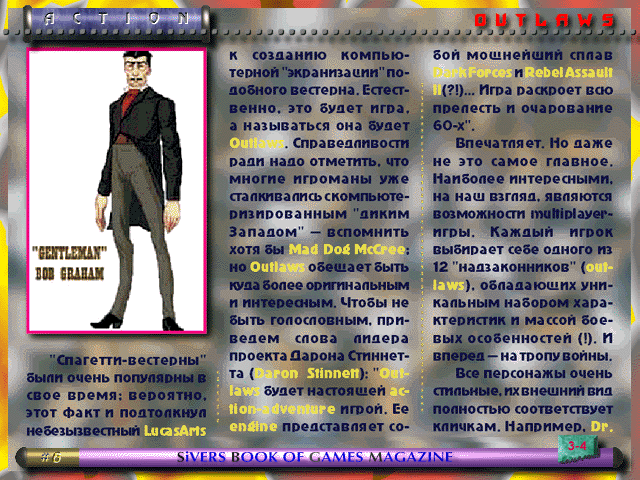 ACTION
OUTLAWS
"GENTLEMAN"
BOB GRAHAM
"Спагетти-вестерны"
были очень популярны в
свое время; вероятно,
этот факт и подтолкнул
небезызвестный LucasArts
к созданию компью-
терной "экранизации" по-
добного вестерна. Естест-
венно, это будет игра,
а называться она будет
Outlaws. Справедливости
ради надо отметить, что
многие игроманы уже
сталкивались с компьюте-
ризированным "диким
Западом" – вспомнить
хотя бы Mad Dog McCree;
но Outlaws обещает быть
куда более оригинальным
и интересным. Чтобы не
быть голословным, при-
ведем слова лидера
проекта Дарона Стиннет-
та (Daron Stinnett): "Out-
laws будет настоящей ac-
tion-adventure игрой. Ее
engine представляет со-
бой мощнейший сплав
Dark Forces и Rebel Assault
II(?!)... Игра раскроет всю
прелесть и очарование
60-х".
Впечатляет. Но даже
не это самое главное.
Наиболее интересными,
на наш взгляд, являются
возможности multiplayer-
игры. Каждый игрок
выбирает себе одного из
12 "надзаконников" (out-
laws), обладающих уни-
кальным набором хара-
ктеристик и массой бое-
вых особенностей (!). И
вперед – на тропу войны.
Все персонажы очень
стильные, их внешний вид
полностью соответствует
кличкам. Например, Dr.
#6
SIVERS BOOK OF GAMES MAGAZINE
3-4